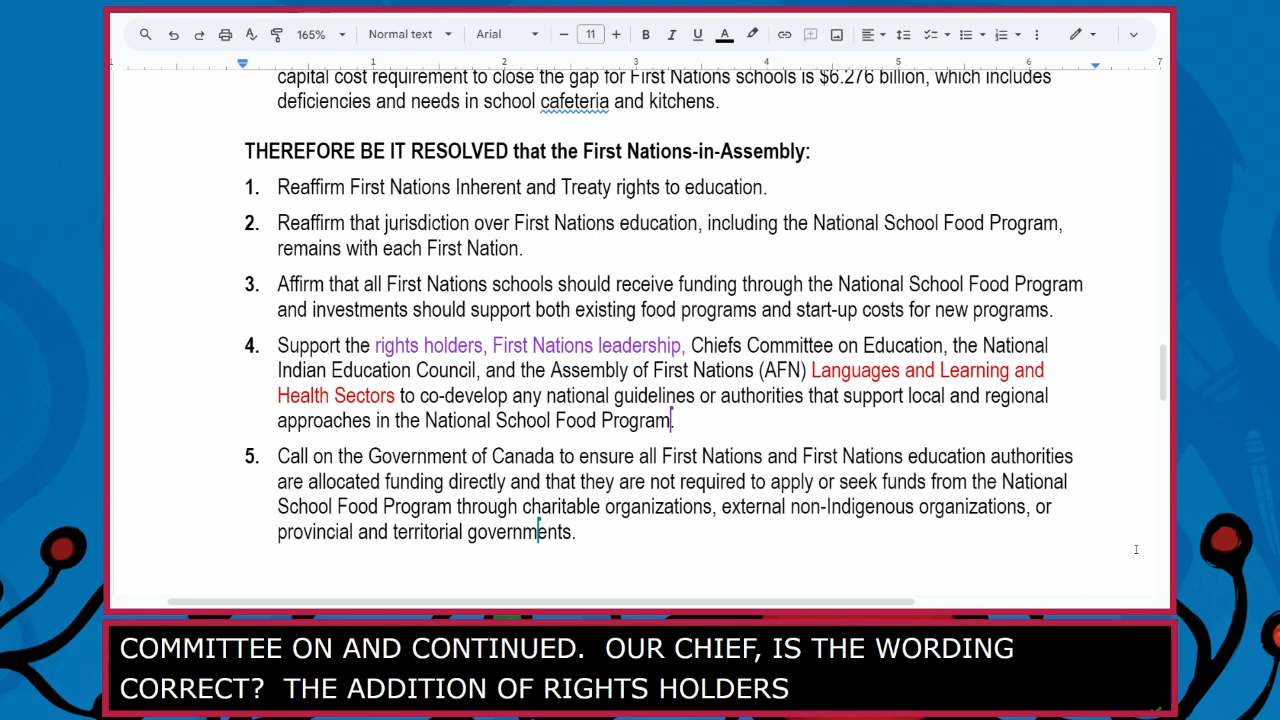 165%
Normal text
Arial
11
B I U A
1 1 2 3 4 5 6 7
capital cost requirement to close the gap for First Nations schools is $6.276 billion, which includes
deficiencies and needs in school cafeteria and kitchens.
THEREFORE BE IT RESOLVED that the First Nations-in-Assembly:
1. Reaffirm First Nations Inherent and Treaty rights to education.
2. Reaffirm that jurisdiction over First Nations education, including the National School Food Program,
remains with each First Nation.
3. Affirm that all First Nations schools should receive funding through the National School Food Program
and investments should support both existing food programs and start-up costs for new programs.
4. Support the rights holders, First Nations leadership, Chiefs Committee on Education, the National
Indian Education Council, and the Assembly of First Nations (AFN) Languages and Learning and
Health Sectors to co-develop any national guidelines or authorities that support local and regional
approaches in the National School Food Program.
5. Call on the Government of Canada to ensure all First Nations and First Nations education authorities
are allocated funding directly and that they are not required to apply or seek funds from the National
School Food Program through charitable organizations, external non-Indigenous organizations, or
provincial and territorial governments.
COMMITTEE ON AND CONTINUED. OUR CHIEF, IS THE WORDING
CORRECT? THE ADDITION OF RIGHTS HOLDERS